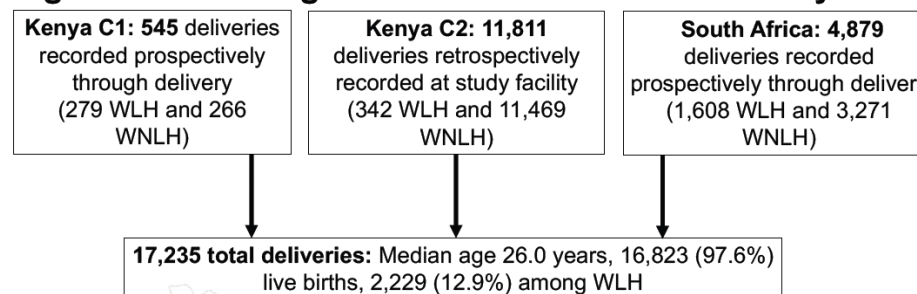 Kenya C1: 545 deliveries
recorded prospectively
through delivery
(279 WLH and 266
WNLH)
Kenya C2: 11,811
deliveries retrospectively
recorded at study facility
(342 WLH and 11,469
WNLH)
South Africa: 4,879
deliveries recorded
prospectively through deliver
(1,608 WLH and 3,271
WNLH)
17,235 total deliveries: Median age 26.0 years, 16,823 (97.6%)
live births, 2,229 (12.9%) among WLH